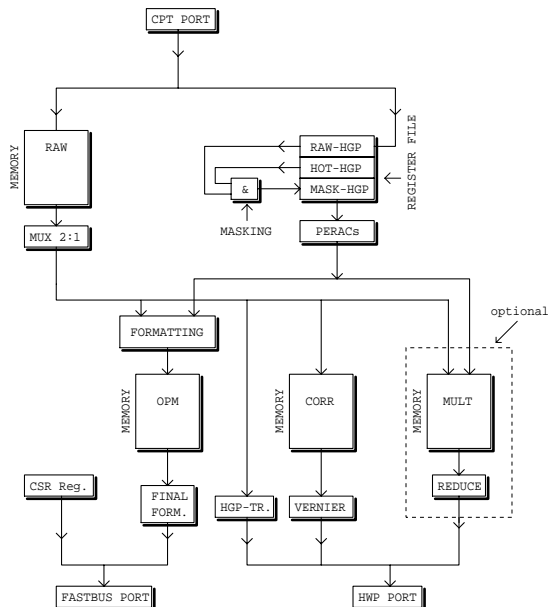 CPT PORT
MEMORY
RAW
RAW-HGP
HOT-HGP
MASK-HGP
REGISTER FILE
&
MASKING
MUX 2:1
PERACs
optional
FORMATTING
MEMORY
OPM
MEMORY
CORR
MEMORY
MULT
CSR Reg.
FINAL
FORM.
HGP-TR.
VERNIER
REDUCE
FASTBUS PORT
HWP PORT